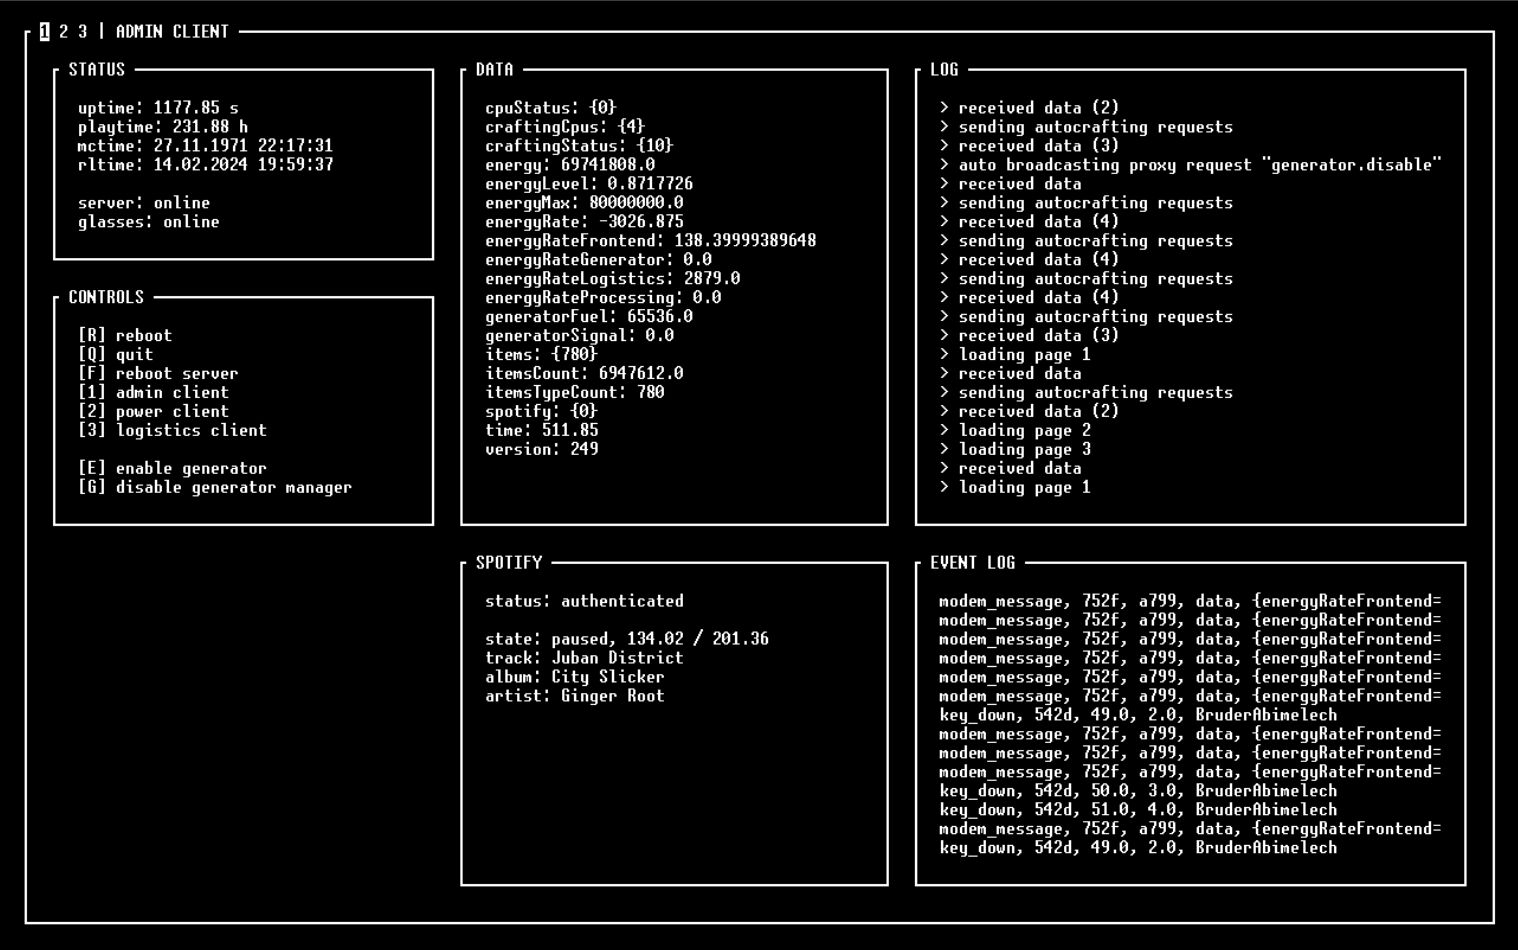 1 2 3 | ADMIN CLIENT
STATUS
uptime: 1177.85 s
playtime: 231.88 h
mctime: 27.11.1971 22:17:31
rltime: 14.02.2024 19:59:37
server: online
glasses: online
CONTROLS
[R] reboot
[Q] quit
[F] reboot server
[1] admin client
[2] power client
[3] logistics client
[E] enable generator
[G] disable generator manager
DATA
cpuStatus: {0}
craftingCpus: {4}
craftingStatus: {10}
energy: 69741808.0
energyLevel: 0.8717726
energyMax: 80000000.0
energyRate: -3026.875
energyRateFrontend: 138.39999389648
energyRateGenerator: 0.0
energyRateLogistics: 2879.0
energyRateProcessing: 0.0
generatorFuel: 65536.0
generatorSignal: 0.0
items: {780}
itemsCount: 6947612.0
itemsTypeCount: 780
spotify: {0}
time: 511.85
version: 249
SPOTIFY
status: authenticated
state: paused, 134.02 / 201.36
track: Juban District
album: City Slicker
artist: Ginger Root
LOG
> received data (2)
> sending autocrafting requests
> received data (3)
> auto broadcasting proxy request "generator.disable"
> received data
> sending autocrafting requests
> received data (4)
> sending autocrafting requests
> received data (4)
> sending autocrafting requests
> received data (4)
> sending autocrafting requests
> received data (3)
> loading page 1
> received data
> sending autocrafting requests
> received data (2)
> loading page 2
> loading page 3
> received data
> loading page 1
EVENT LOG
modem_message, 752f, a799, data, {energyRateFrontend=
modem_message, 752f, a799, data, {energyRateFrontend=
modem_message, 752f, a799, data, {energyRateFrontend=
modem_message, 752f, a799, data, {energyRateFrontend=
modem_message, 752f, a799, data, {energyRateFrontend=
modem_message, 752f, a799, data, {energyRateFrontend=
key_down, 542d, 49.0, 2.0, BruderAbimelech
modem_message, 752f, a799, data, {energyRateFrontend=
modem_message, 752f, a799, data, {energyRateFrontend=
modem_message, 752f, a799, data, {energyRateFrontend=
key_down, 542d, 50.0, 3.0, BruderAbimelech
key_down, 542d, 51.0, 4.0, BruderAbimelech
modem_message, 752f, a799, data, {energyRateFrontend=
key_down, 542d, 49.0, 2.0, BruderAbimelech